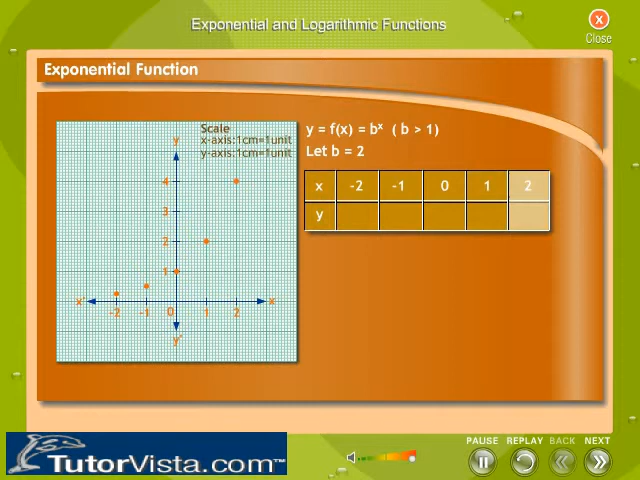 Exponential and Logarithmic Functions
x
Close
Exponential Function
Scale
x-axis:1cm=1unit
y-axis:1cm=1unit
y
4
3
2
1
x' -2 -1 0 1 2 x
y'
y = f(x) = bˣ ( b > 1)
Let b = 2
x -2 -1 0 1 2
y
PAUSE REPLAY BACK NEXT
TutorVista.com™